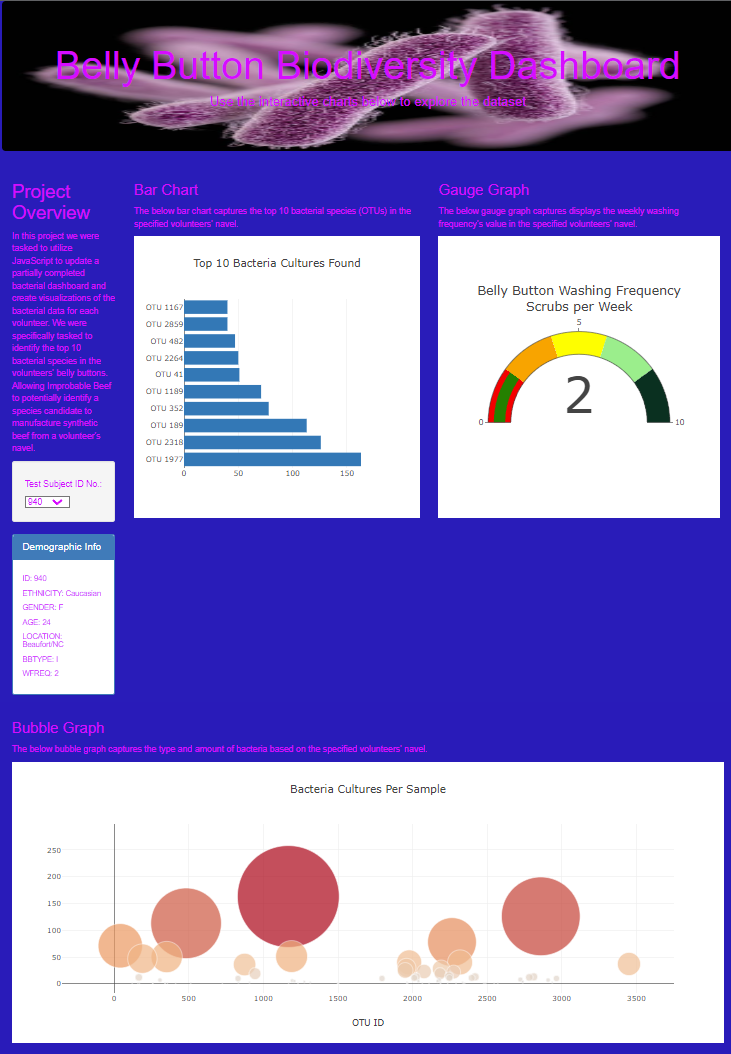 Belly Button Biodiversity Dashboard
Use the interactive charts below to explore the dataset
Project
Overview
In this project we were
tasked to utilize
JavaScript to update a
partially completed
bacterial dashboard and
create visualizations of the
bacterial data for each
volunteer. We were
specifically tasked to
identify the top 10
bacterial species in the
volunteers' belly buttons.
Allowing Improbable Beef
to potentially identify a
species candidate to
manufacture synthetic
beef from a volunteer's
navel.
Test Subject ID No.:
940
Demographic Info
ID: 940
ETHNICITY: Caucasian
GENDER: F
AGE: 24
LOCATION:
Beaufort/NC
BBTYPE: I
WFREQ: 2
Bar Chart
The below bar chart captures the top 10 bacterial species (OTUs) in the
specified volunteers' navel.
Top 10 Bacteria Cultures Found
OTU 1167
OTU 2859
OTU 482
OTU 2264
OTU 41
OTU 1189
OTU 352
OTU 189
OTU 2318
OTU 1977
0 50 100 150
Gauge Graph
The below gauge graph captures displays the weekly washing
frequency's value in the specified volunteers' navel.
Belly Button Washing Frequency
Scrubs per Week
5
2
0 10
Bubble Graph
The below bubble graph captures the type and amount of bacteria based on the specified volunteers' navel.
Bacteria Cultures Per Sample
250
200
150
100
50
0
0 500 1000 1500 2000 2500 3000 3500
OTU ID